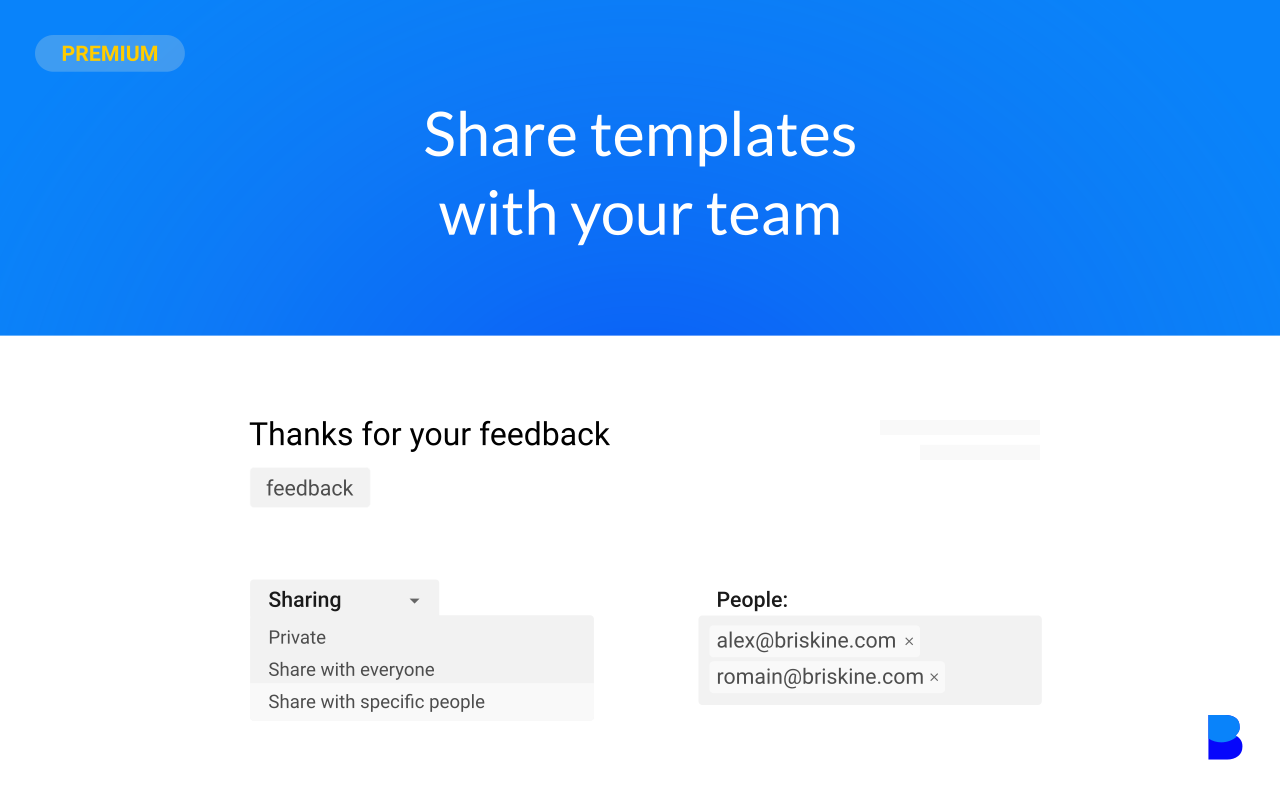 PREMIUM
Share templates
with your team
Thanks for your feedback
feedback
Sharing
Private
Share with everyone
Share with specific people
People:
alex@briskine.com ×
romain@briskine.com ×
B